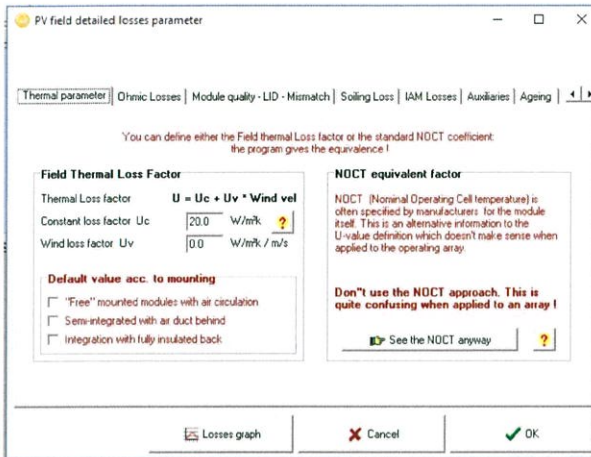 PV field detailed losses parameter
Thermal parameter Ohmic Losses Module quality - LID - Mismatch Soiling Loss IAM Losses Auxiliaries Ageing
You can define either the Field thermal Loss factor or the standard NOCT coefficient:
the program gives the equivalence !
Field Thermal Loss Factor
Thermal Loss factor U = Uc + Uv * Wind vel
Constant loss factor Uc 20.0 W/m²k ?
Wind loss factor Uv 0.0 W/m²k / m/s
Default value acc. to mounting
"Free" mounted modules with air circulation
Semi-integrated with air duct behind
Integration with fully insulated back
NOCT equivalent factor
NOCT (Nominal Operating Cell temperature) is
often specified by manufacturers for the module
itself. This is an alternative information to the
U-value definition which doesn't make sense when
applied to the operating array.
Don''t use the NOCT approach. This is
quite confusing when applied to an array !
See the NOCT anyway ?
Losses graph Cancel OK